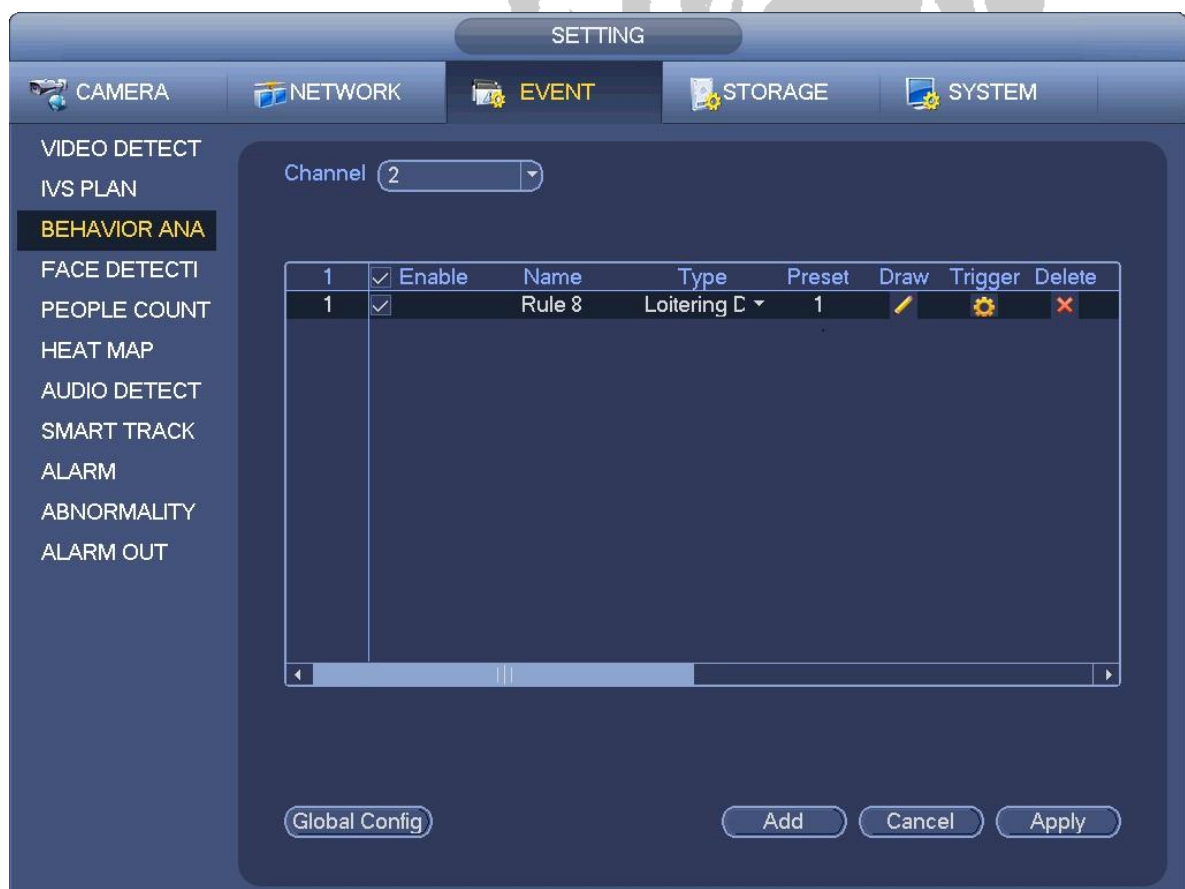 SETTING
CAMERA NETWORK EVENT STORAGE SYSTEM
VIDEO DETECT
IVS PLAN
BEHAVIOR ANA
FACE DETECTI
PEOPLE COUNT
HEAT MAP
AUDIO DETECT
SMART TRACK
ALARM
ABNORMALITY
ALARM OUT
Channel 2
1 Enable Name Type Preset Draw Trigger Delete
1 Rule 8 Loitering D 1
Global Config Add Cancel Apply